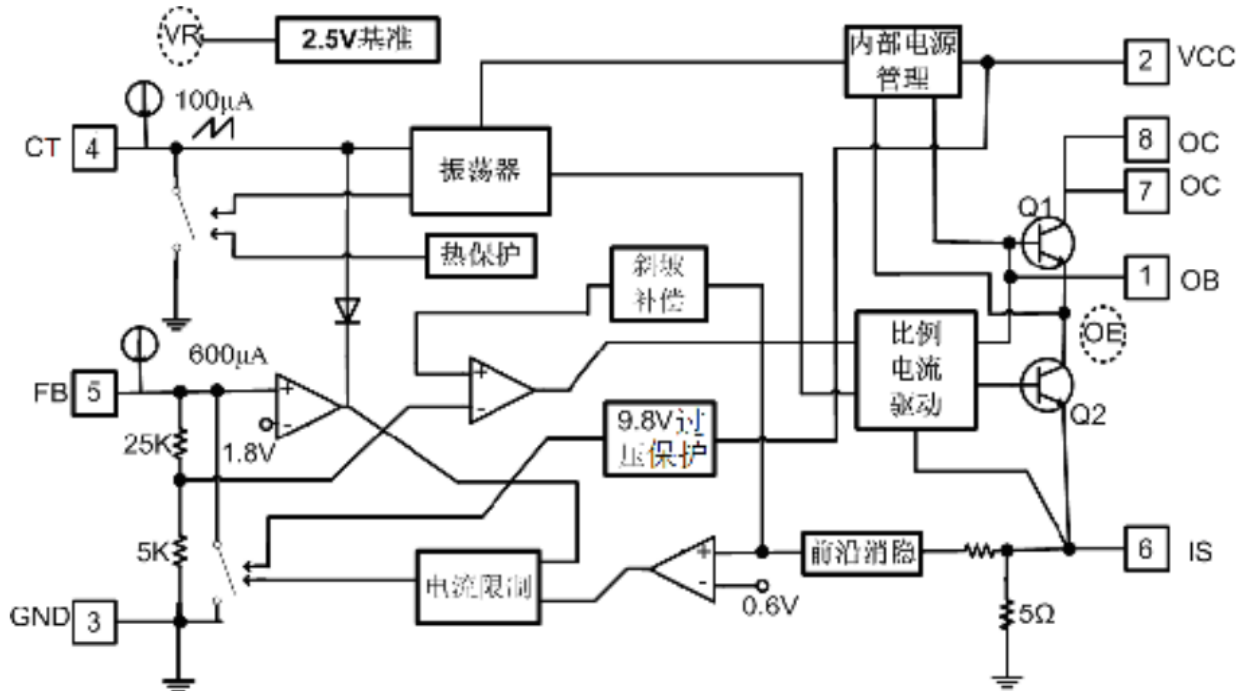 VR
2.5V基准
内部电源
管理
2
VCC
100μA
CT
4
振荡器
8
OC
7
OC
Q1
热保护
斜坡
补偿
1
OB
OE
600μA
FB
5
+
-
1.8V
+
-
比例
电流
驱动
Q2
25K
9.8V过
压保护
5K
电流限制
+
-
0.6V
前沿消隐
6
IS
5Ω
GND
3